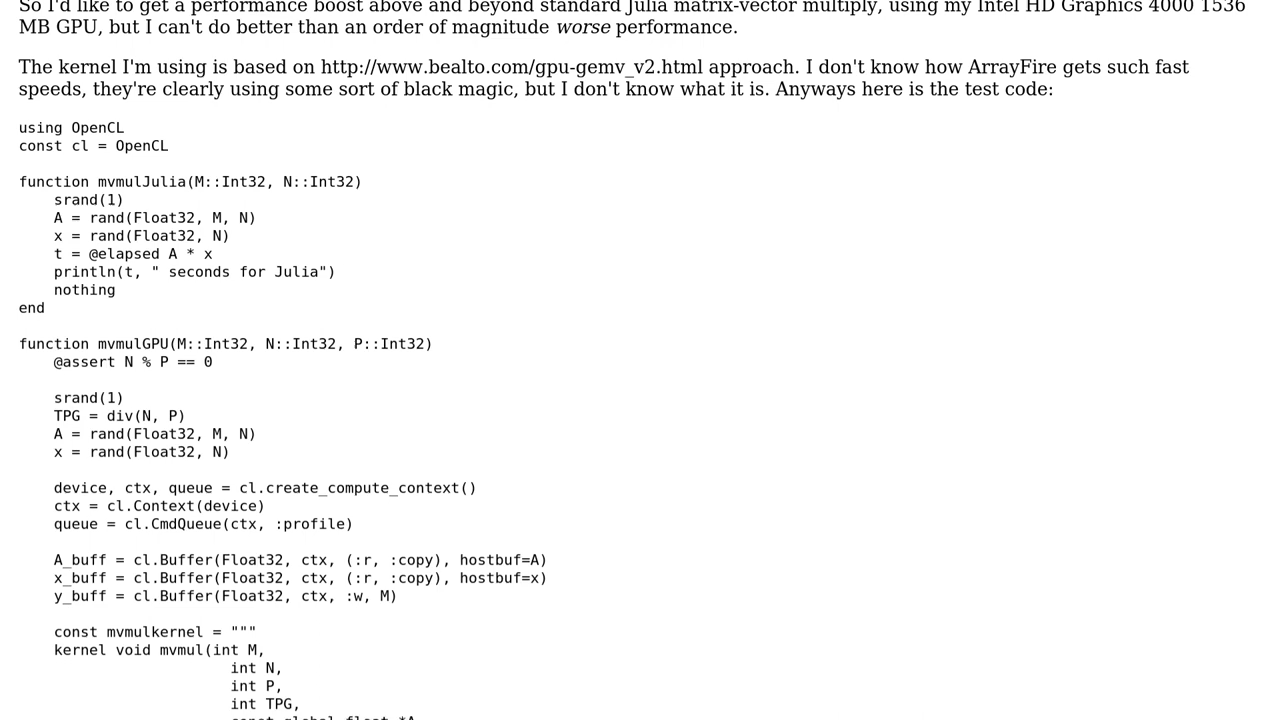 So I'd like to get a performance boost above and beyond standard Julia matrix-vector multiply, using my Intel HD Graphics 4000 1536
MB GPU, but I can't do better than an order of magnitude worse performance.
The kernel I'm using is based on http://www.bealto.com/gpu-gemv_v2.html approach. I don't know how ArrayFire gets such fast
speeds, they're clearly using some sort of black magic, but I don't know what it is. Anyways here is the test code:
using OpenCL
const cl = OpenCL
function mvmulJulia(M::Int32, N::Int32)
    srand(1)
    A = rand(Float32, M, N)
    x = rand(Float32, N)
    t = @elapsed A * x
    println(t, " seconds for Julia")
    nothing
end
function mvmulGPU(M::Int32, N::Int32, P::Int32)
    @assert N % P == 0
    srand(1)
    TPG = div(N, P)
    A = rand(Float32, M, N)
    x = rand(Float32, N)
    device, ctx, queue = cl.create_compute_context()
    ctx = cl.Context(device)
    queue = cl.CmdQueue(ctx, :profile)
    A_buff = cl.Buffer(Float32, ctx, (:r, :copy), hostbuf=A)
    x_buff = cl.Buffer(Float32, ctx, (:r, :copy), hostbuf=x)
    y_buff = cl.Buffer(Float32, ctx, :w, M)
    const mvmulkernel = """
    kernel void mvmul(int M,
                        int N,
                        int P,
                        int TPG,
                        const global float *A,